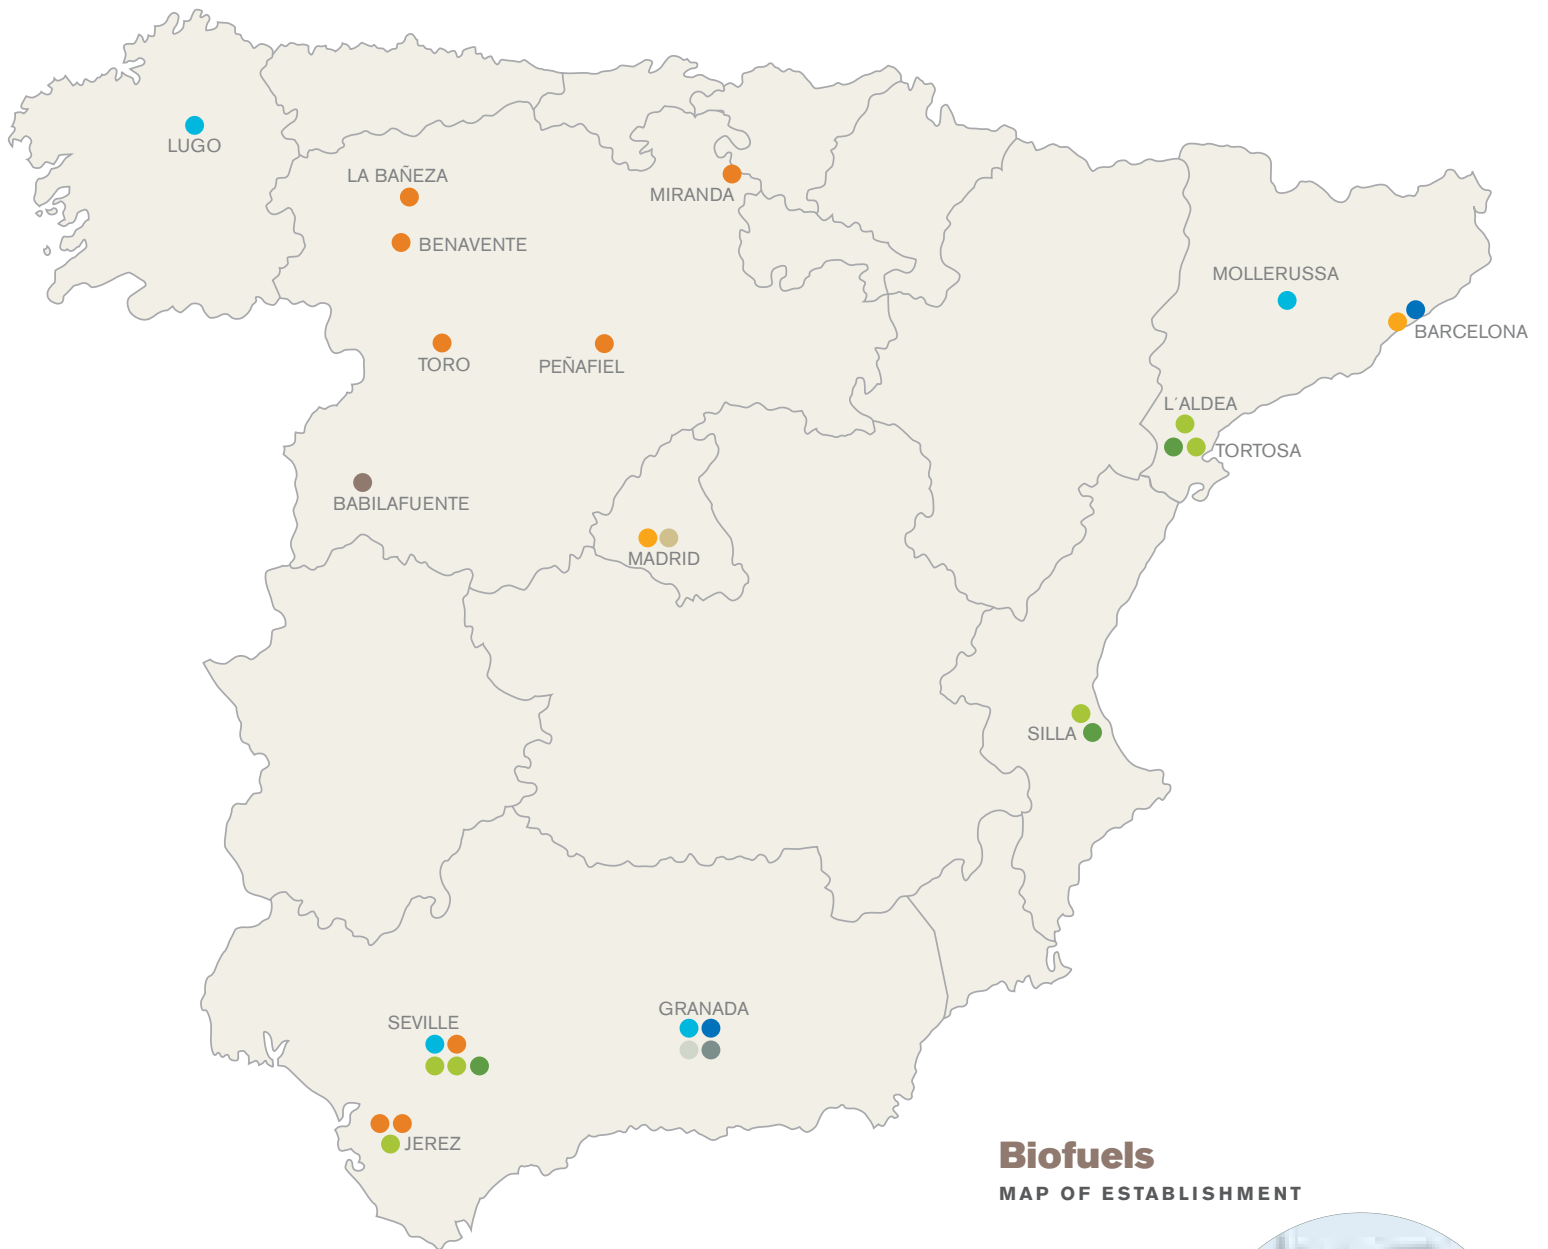 LUGO
LA BAÑEZA
MIRANDA
BENAVENTE
MOLLERUSSA
BARCELONA
TORO
PEÑAFIEL
L´ALDEA
TORTOSA
BABILAFUENTE
MADRID
SILLA
GRANADA
SEVILLE
JEREZ
Biofuels
MAP OF ESTABLISHMENT